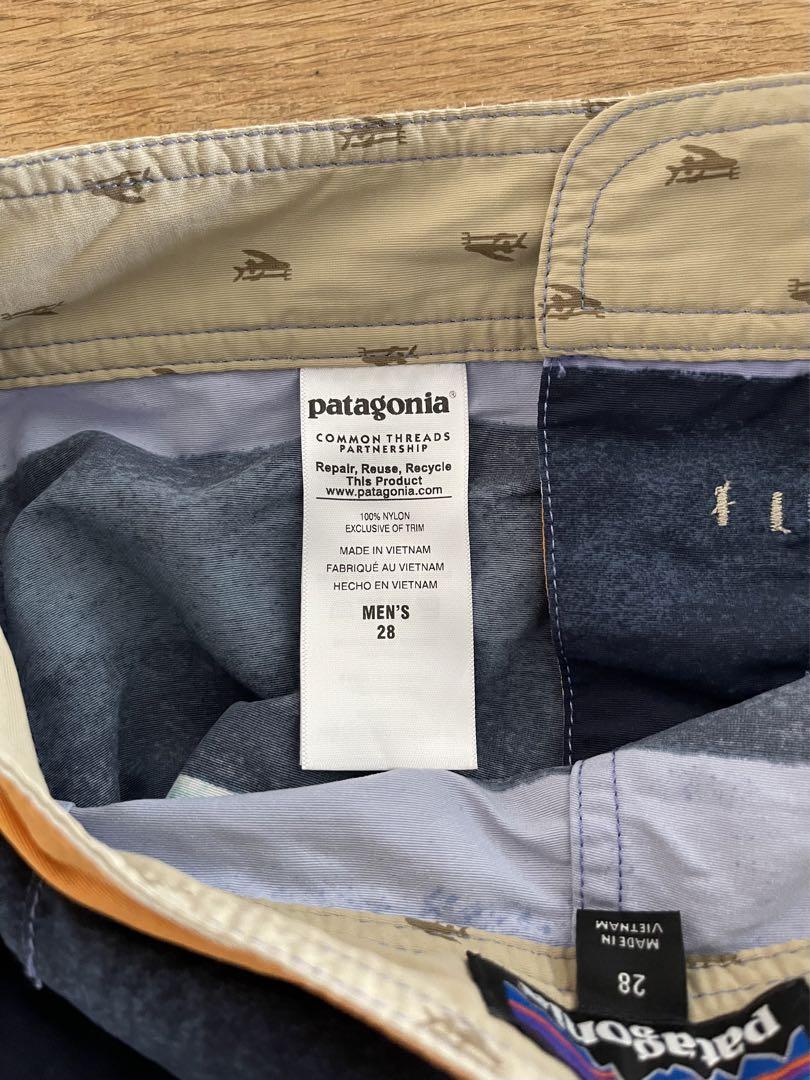 patagonia®
COMMON THREADS
PARTNERSHIP
Repair, Reuse, Recycle
This Product
www.patagonia.com
100% NYLON
EXCLUSIVE OF TRIM
MADE IN VIETNAM
FABRIQUÉ AU VIETNAM
HECHO EN VIETNAM
MEN'S
28
MADE IN
VIETNAM
28
patagonia